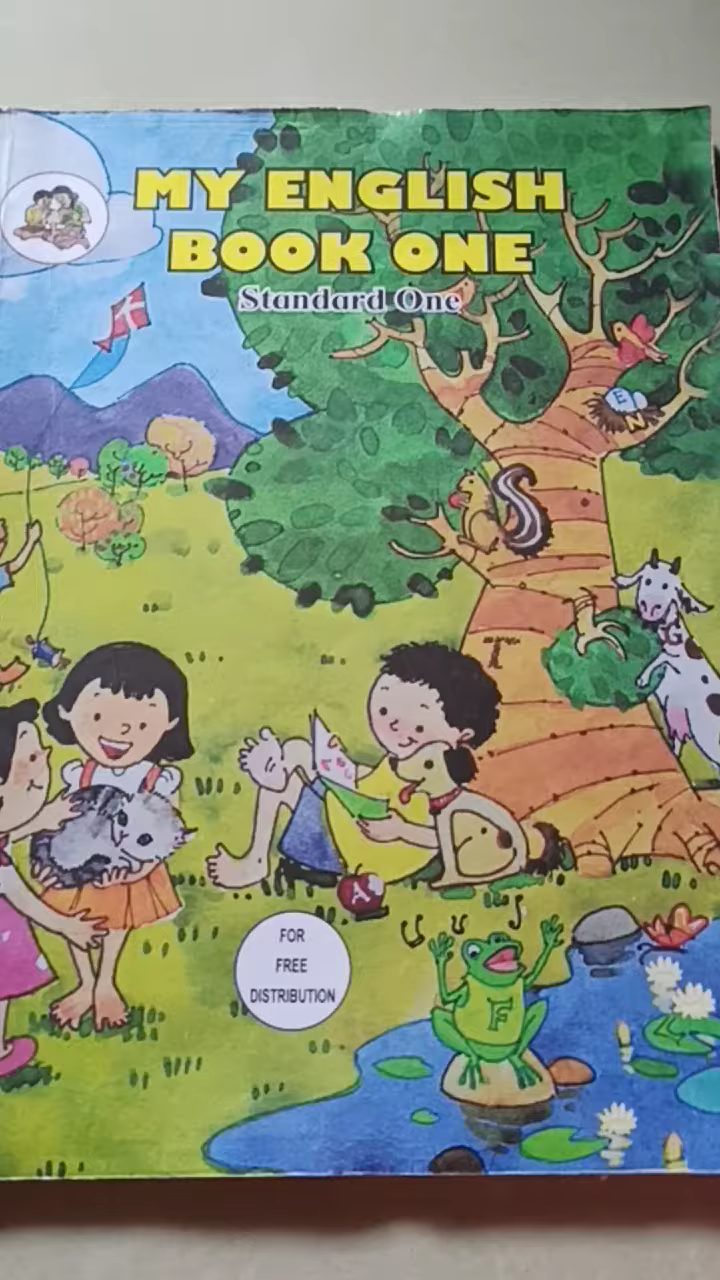 MY ENGLISH
BOOK ONE
Standard One
E
N
G
T
A
F
FOR
FREE
DISTRIBUTION